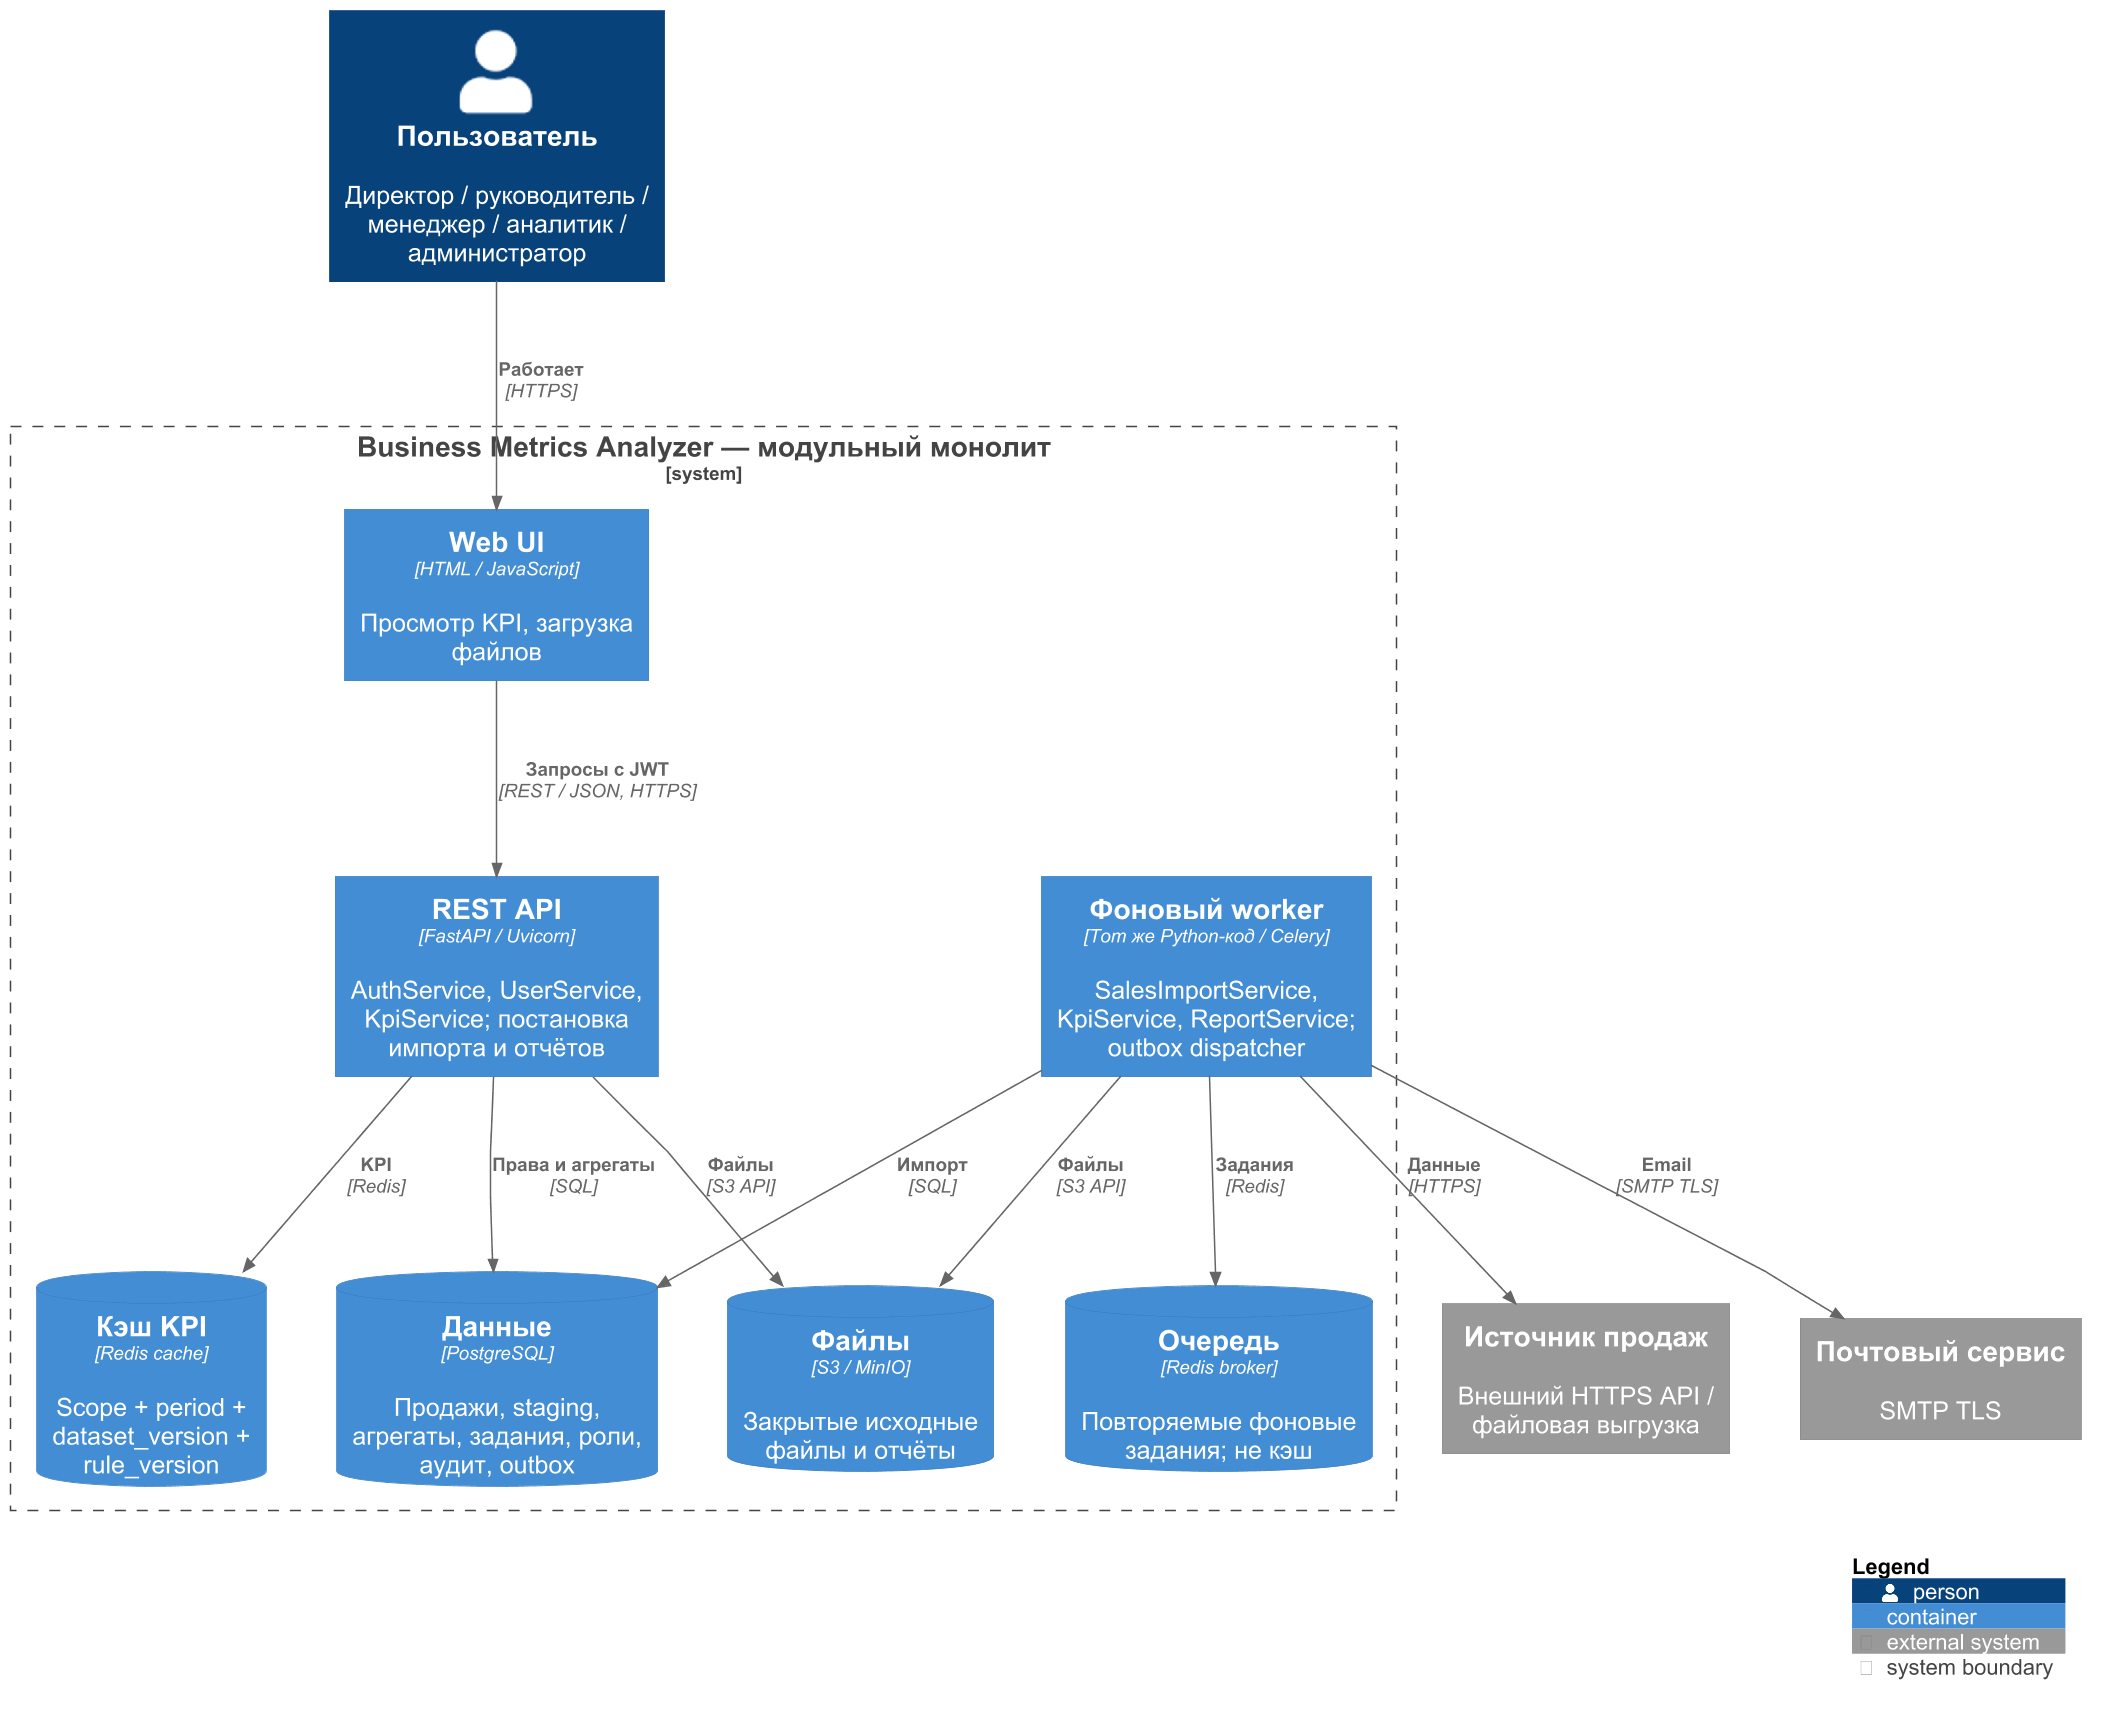 Пользователь
Директор / руководитель /
менеджер / аналитик /
администратор
Работает
[HTTPS]
Business Metrics Analyzer — модульный монолит
[system]
Web UI
[HTML / JavaScript]
Просмотр KPI, загрузка
файлов
Запросы с JWT
[REST / JSON, HTTPS]
REST API
[FastAPI / Uvicorn]
AuthService, UserService,
KpiService; постановка
импорта и отчётов
Фоновый worker
[Тот же Python-код / Celery]
SalesImportService,
KpiService, ReportService;
outbox dispatcher
KPI
[Redis]
Права и агрегаты
[SQL]
Файлы
[S3 API]
Импорт
[SQL]
Файлы
[S3 API]
Задания
[Redis]
Данные
[HTTPS]
Email
[SMTP TLS]
Кэш KPI
[Redis cache]
Scope + period +
dataset_version +
rule_version
Данные
[PostgreSQL]
Продажи, staging,
агрегаты, задания, роли,
аудит, outbox
Файлы
[S3 / MinIO]
Закрытые исходные
файлы и отчёты
Очередь
[Redis broker]
Повторяемые фоновые
задания; не кэш
Источник продаж
Внешний HTTPS API /
файловая выгрузка
Почтовый сервис
SMTP TLS
Legend
person
container
external system
system boundary